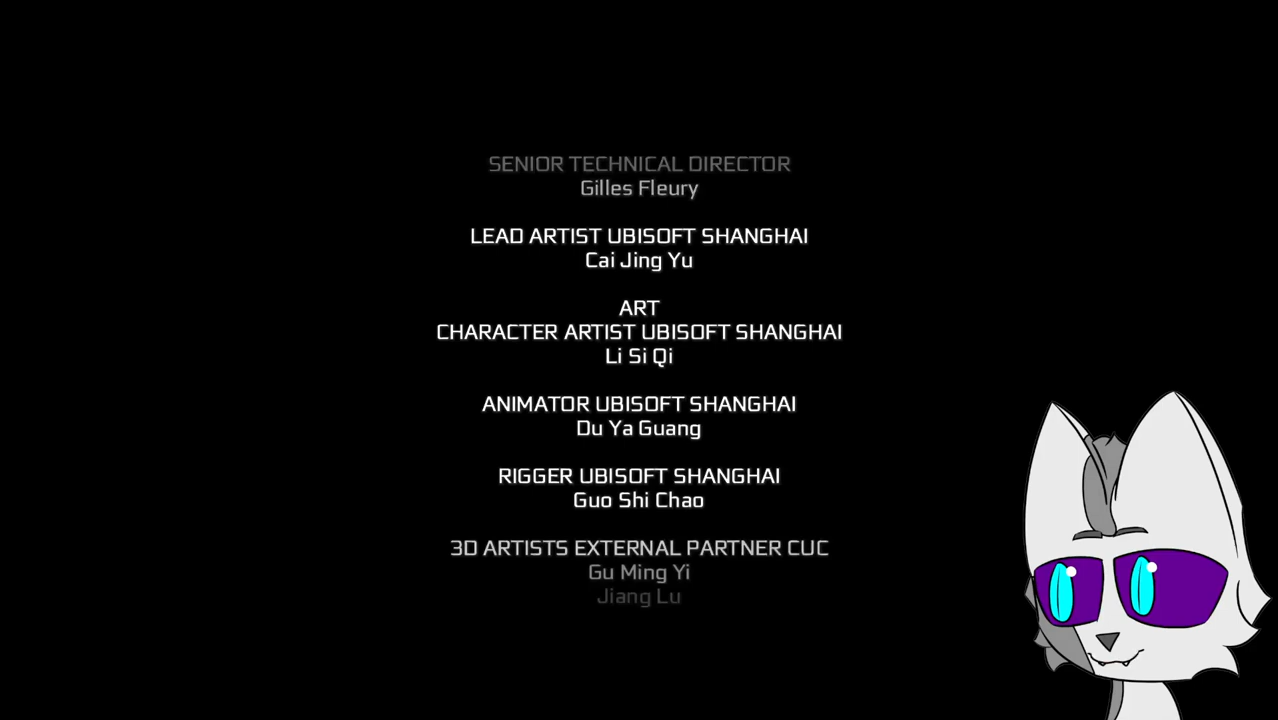 SENIOR TECHNICAL DIRECTOR
Gilles Fleury
LEAD ARTIST UBISOFT SHANGHAI
Cai Jing Yu
ART
CHARACTER ARTIST UBISOFT SHANGHAI
Li Si Qi
ANIMATOR UBISOFT SHANGHAI
Du Ya Guang
RIGGER UBISOFT SHANGHAI
Guo Shi Chao
3D ARTISTS EXTERNAL PARTNER CUC
Gu Ming Yi
Jiang Lu